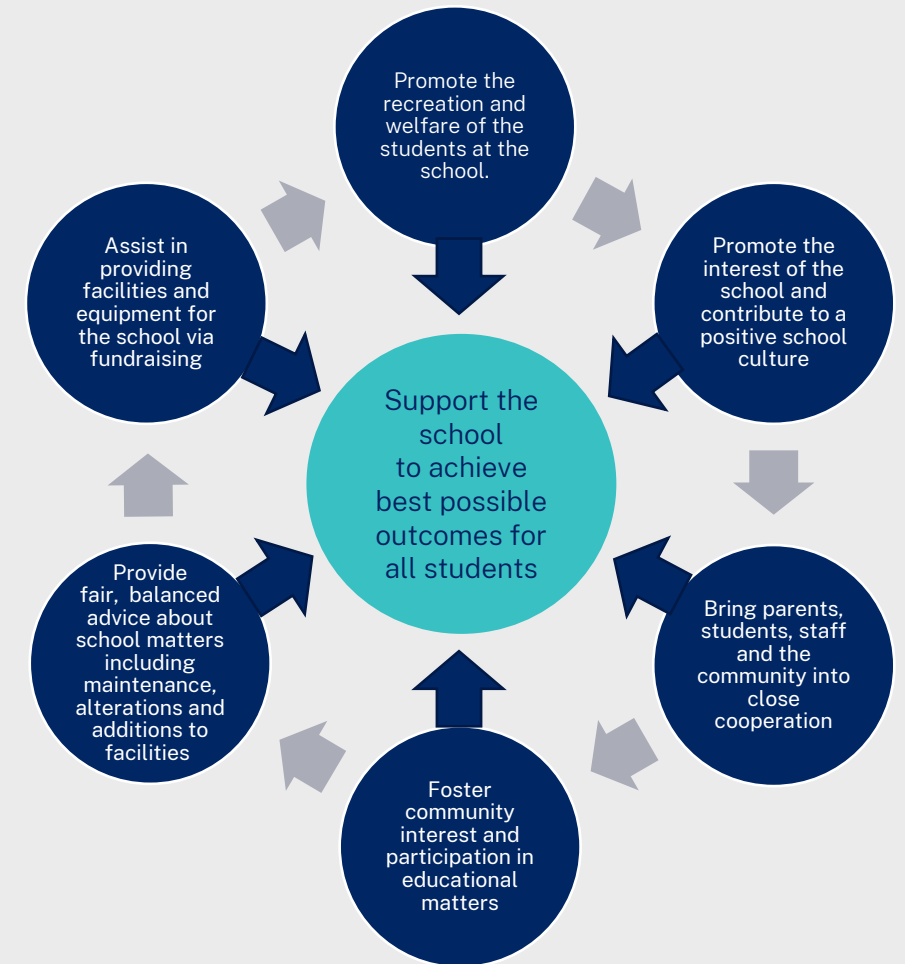 Promote the
recreation and
welfare of the
students at the
school.
Promote the
interest of the
school and
contribute to a
positive school
culture
Bring parents,
students, staff
and the
community into
close
cooperation
Foster
community
interest and
participation in
educational
matters
Provide
fair, balanced
advice about
school matters
including
maintenance,
alterations and
additions to
facilities
Assist in
providing
facilities and
equipment for
the school via
fundraising
Support the
school
to achieve
best possible
outcomes for
all students